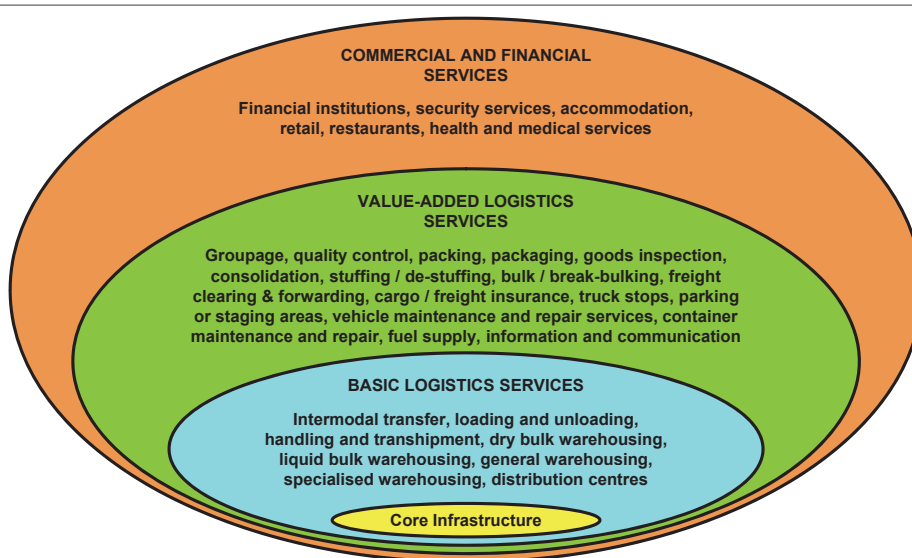 COMMERCIAL AND FINANCIAL
SERVICES
Financial institutions, security services, accommodation,
retail, restaurants, health and medical services
VALUE-ADDED LOGISTICS
SERVICES
Groupage, quality control, packing, packaging, goods inspection,
consolidation, stuffing / de-stuffing, bulk / break-bulking, freight
clearing & forwarding, cargo / freight insurance, truck stops, parking
or staging areas, vehicle maintenance and repair services, container
maintenance and repair, fuel supply, information and communication
BASIC LOGISTICS SERVICES
Intermodal transfer, loading and unloading,
handling and transhipment, dry bulk warehousing,
liquid bulk warehousing, general warehousing,
specialised warehousing, distribution centres
Core Infrastructure